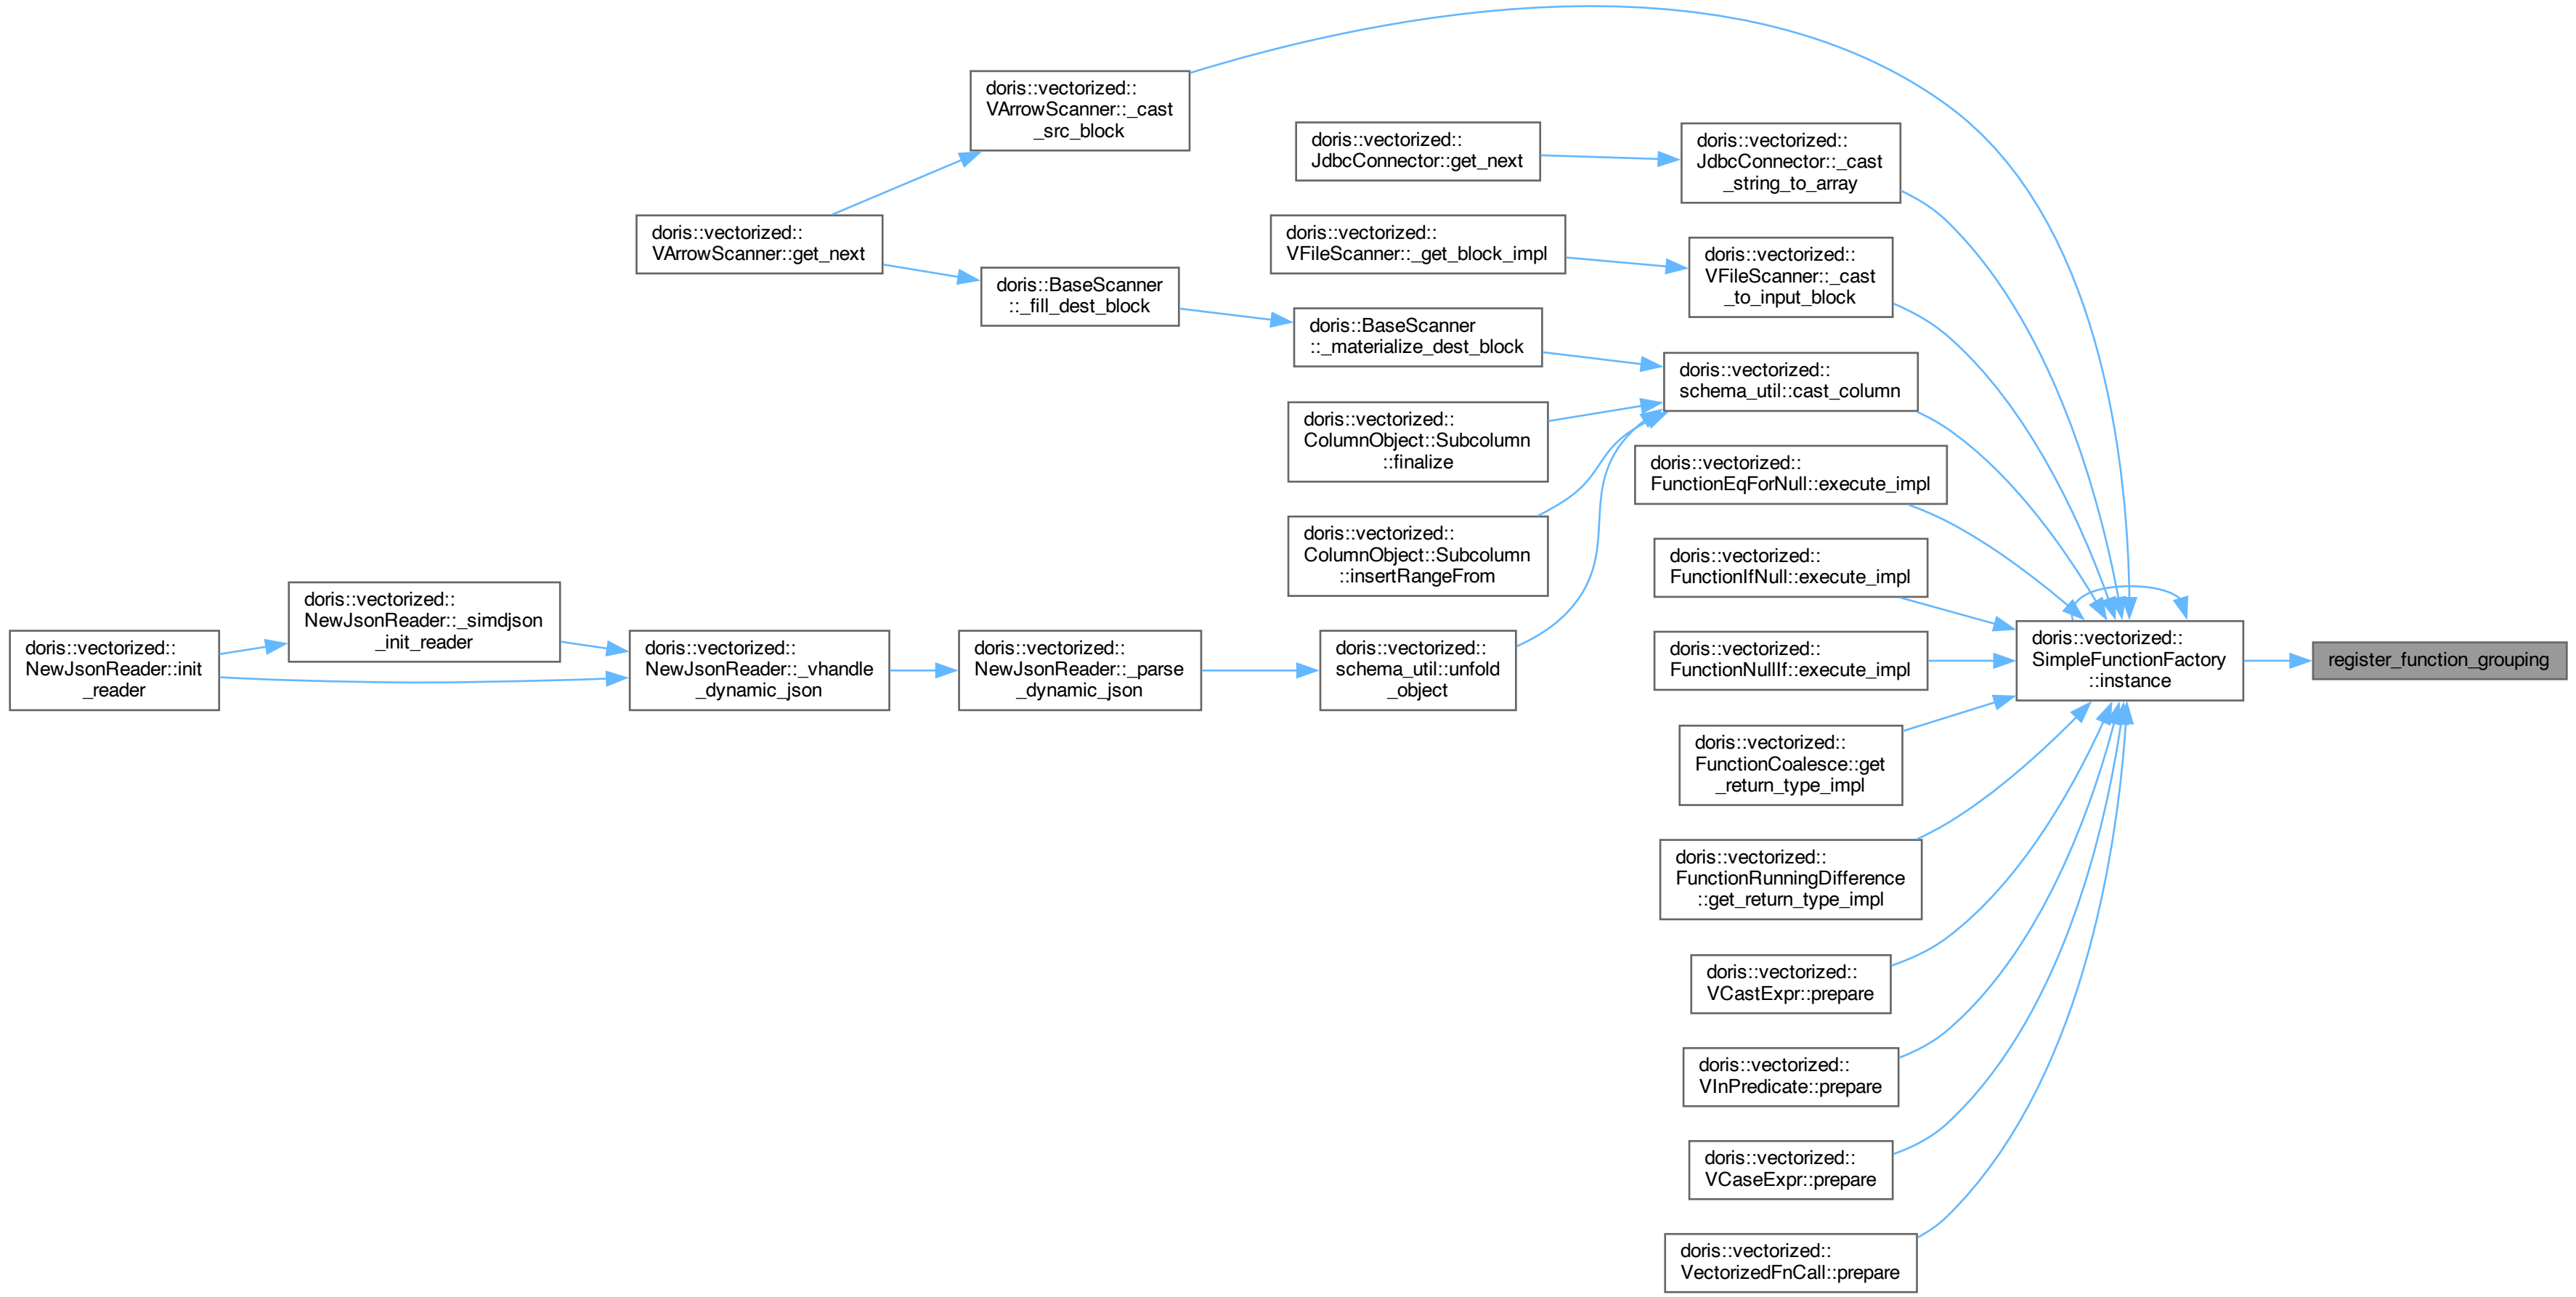 doris::vectorized::
VArrowScanner::_cast
_src_block
doris::vectorized::
JdbcConnector::get_next
doris::vectorized::
JdbcConnector::_cast
_string_to_array
doris::vectorized::
VArrowScanner::get_next
doris::vectorized::
VFileScanner::_get_block_impl
doris::vectorized::
VFileScanner::_cast
_to_input_block
doris::BaseScanner
::_fill_dest_block
doris::BaseScanner
::_materialize_dest_block
doris::vectorized::
schema_util::cast_column
doris::vectorized::
ColumnObject::Subcolumn
::finalize
doris::vectorized::
FunctionEqForNull::execute_impl
doris::vectorized::
ColumnObject::Subcolumn
::insertRangeFrom
doris::vectorized::
FunctionIfNull::execute_impl
doris::vectorized::
NewJsonReader::init
_reader
doris::vectorized::
NewJsonReader::_simdjson
_init_reader
doris::vectorized::
NewJsonReader::_vhandle
_dynamic_json
doris::vectorized::
NewJsonReader::_parse
_dynamic_json
doris::vectorized::
schema_util::unfold
_object
doris::vectorized::
FunctionNullIf::execute_impl
doris::vectorized::
SimpleFunctionFactory
::instance
register_function_grouping
doris::vectorized::
FunctionCoalesce::get
_return_type_impl
doris::vectorized::
FunctionRunningDifference
::get_return_type_impl
doris::vectorized::
VCastExpr::prepare
doris::vectorized::
VInPredicate::prepare
doris::vectorized::
VCaseExpr::prepare
doris::vectorized::
VectorizedFnCall::prepare